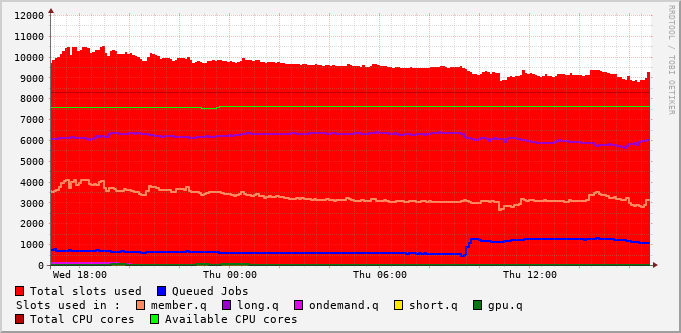 12000
11000
10000
9000
8000
7000
6000
5000
4000
3000
2000
1000
0
Wed 18:00 Thu 00:00 Thu 06:00 Thu 12:00
RRDTOOL / TOBI OETIKER
Total slots used Queued Jobs
Slots used in : member.q long.q ondemand.q short.q gpu.q
Total CPU cores Available CPU cores